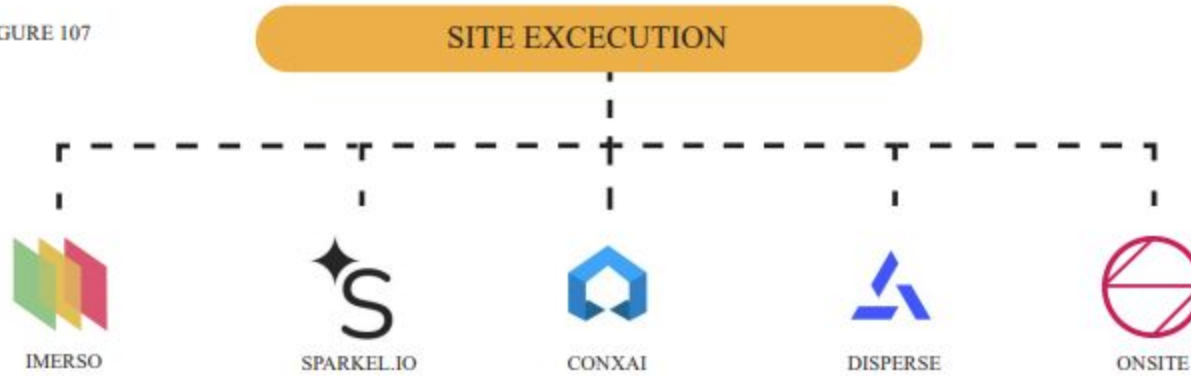 GURE 107
SITE EXCECUTION
IMERSO
SPARKEL.IO
CONXAI
DISPERSE
ONSITE